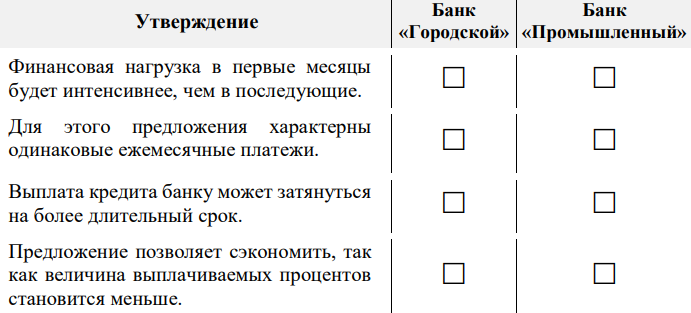 Утверждение
Банк
«Городской»
Банк
«Промышленный»
Финансовая нагрузка в первые месяцы
будет интенсивнее, чем в последующие.
Для этого предложения характерны
одинаковые ежемесячные платежи.
Выплата кредита банку может затянуться
на более длительный срок.
Предложение позволяет сэкономить, так
как величина выплачиваемых процентов
становится меньше.